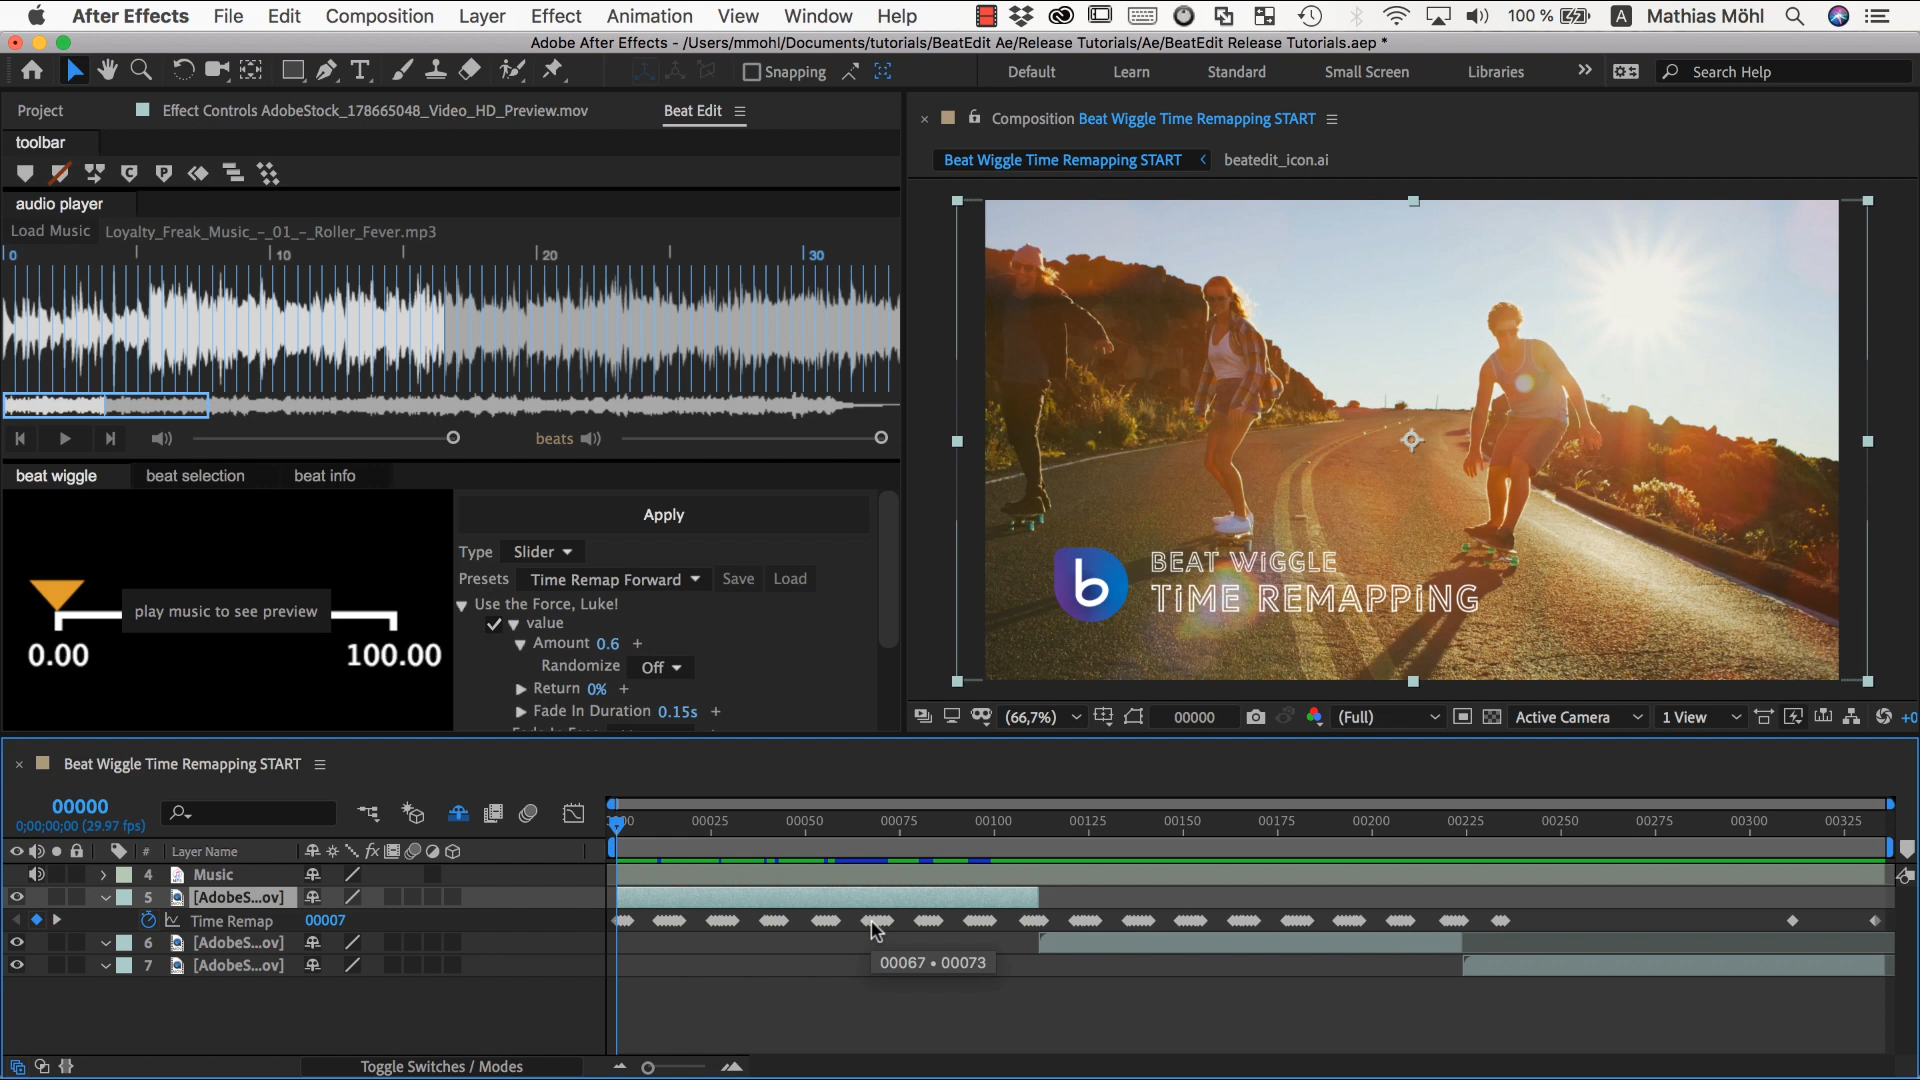 After Effects File Edit Composition Layer Effect Animation View Window Help 100 % A Mathias Möhl
Adobe After Effects - /Users/mmohl/Documents/tutorials/BeatEdit Ae/Release Tutorials/Ae/BeatEdit Release Tutorials.aep *
Snapping Default Learn Standard Small Screen Libraries Search Help
Project Effect Controls AdobeStock_178665048_Video_HD_Preview.mov Beat Edit
Composition Beat Wiggle Time Remapping START
toolbar
Beat Wiggle Time Remapping START beatedit_icon.ai
C P
audio player
Load Music Loyalty_Freak_Music_-_01_-_Roller_Fever.mp3
0 10 20 30
beats
beat wiggle beat selection beat info
Apply
Type Slider
Presets Time Remap Forward Save Load
Use the Force, Luke!
value
Amount 0.6 +
Randomize Off
Return 0% +
Fade In Duration 0.15s +
play music to see preview
0.00 100.00
b BEAT WIGGLE
TIME REMAPPING
(66,7%) 00000 (Full) Active Camera 1 View +0
Beat Wiggle Time Remapping START
00000
0;00;00;00 (29.97 fps)
00025 00050 00075 00100 00125 00150 00175 00200 00225 00250 00275 00300 00325
# Layer Name fx
4 Music
5 [AdobeS...ov]
Time Remap 00007
6 [AdobeS...ov]
7 [AdobeS...ov]
00067 • 00073
Toggle Switches / Modes